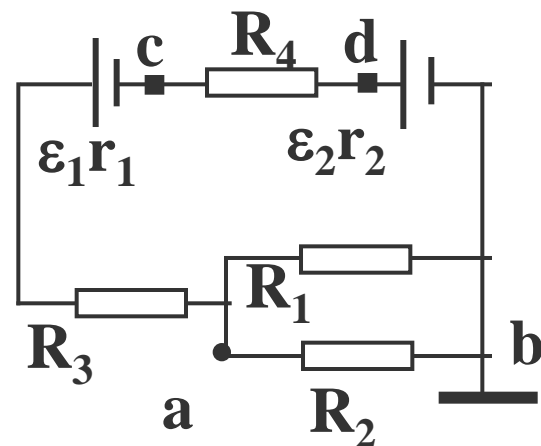 c R₄ d
ε₁r₁ ε₂r₂
R₁
R₃ b
a R₂